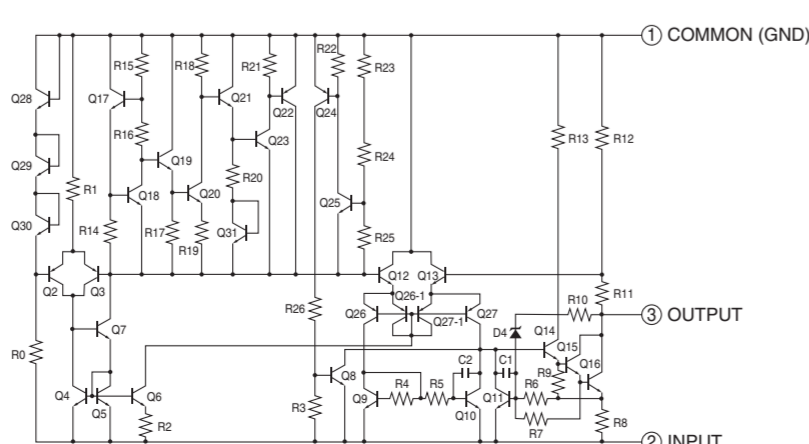 ① COMMON (GND)
R15
R18
R21
R22
R23
Q28
Q17
Q21
Q22
Q24
R16
Q23
R13
R12
Q29
Q19
R24
R1
R20
Q18
Q20
Q25
Q30
R14
R17
R19
Q31
R25
Q2
Q3
Q12
Q13
Q26-1
R11
R10
③ OUTPUT
R26
Q26
Q27-1
Q27
D4
Q14
Q7
Q15
R0
Q16
Q8
C2
C1
R9
Q4
Q5
Q6
Q9
R4
R5
Q11
R6
R3
Q10
R2
R7
R8
② INPUT